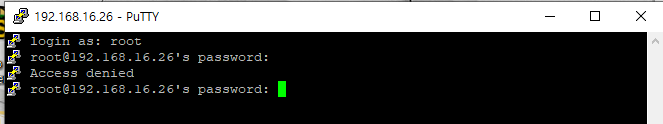 192.168.16.26 - PuTTY
login as: root
root@192.168.16.26's password:
Access denied
root@192.168.16.26's password: